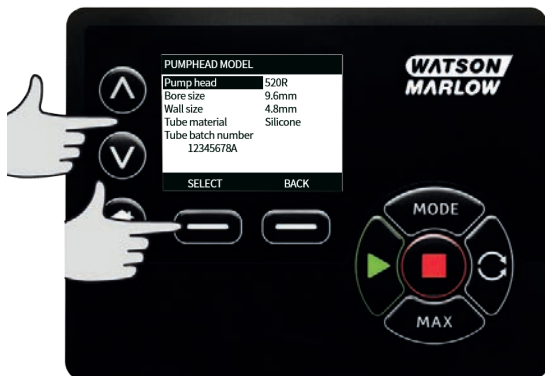 PUMPHEAD MODEL
Pump head 520R
Bore size 9.6mm
Wall size 4.8mm
Tube material Silicone
Tube batch number
12345678A
SELECT BACK
WATSON
MARLOW
MODE
MAX